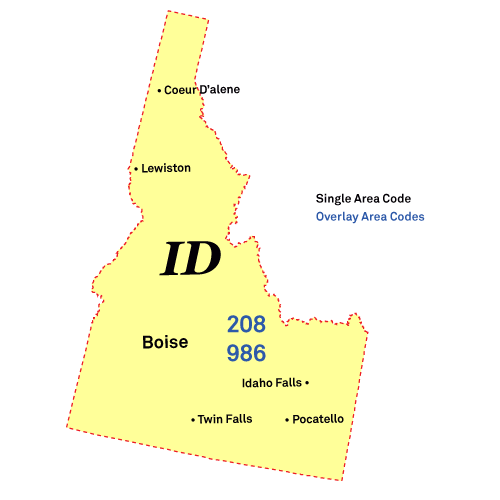 Coeur D'alene
Lewiston
Single Area Code
Overlay Area Codes
ID
208
986
Boise
Idaho Falls
Twin Falls
Pocatello